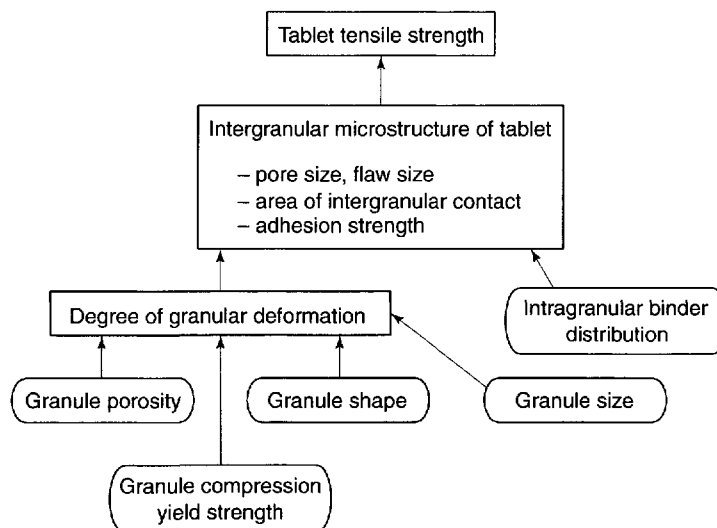 Tablet tensile strength
Intergranular microstructure of tablet
– pore size, flaw size
– area of intergranular contact
– adhesion strength
Intragranular binder
distribution
Degree of granular deformation
Granule porosity
Granule shape
Granule size
Granule compression
yield strength